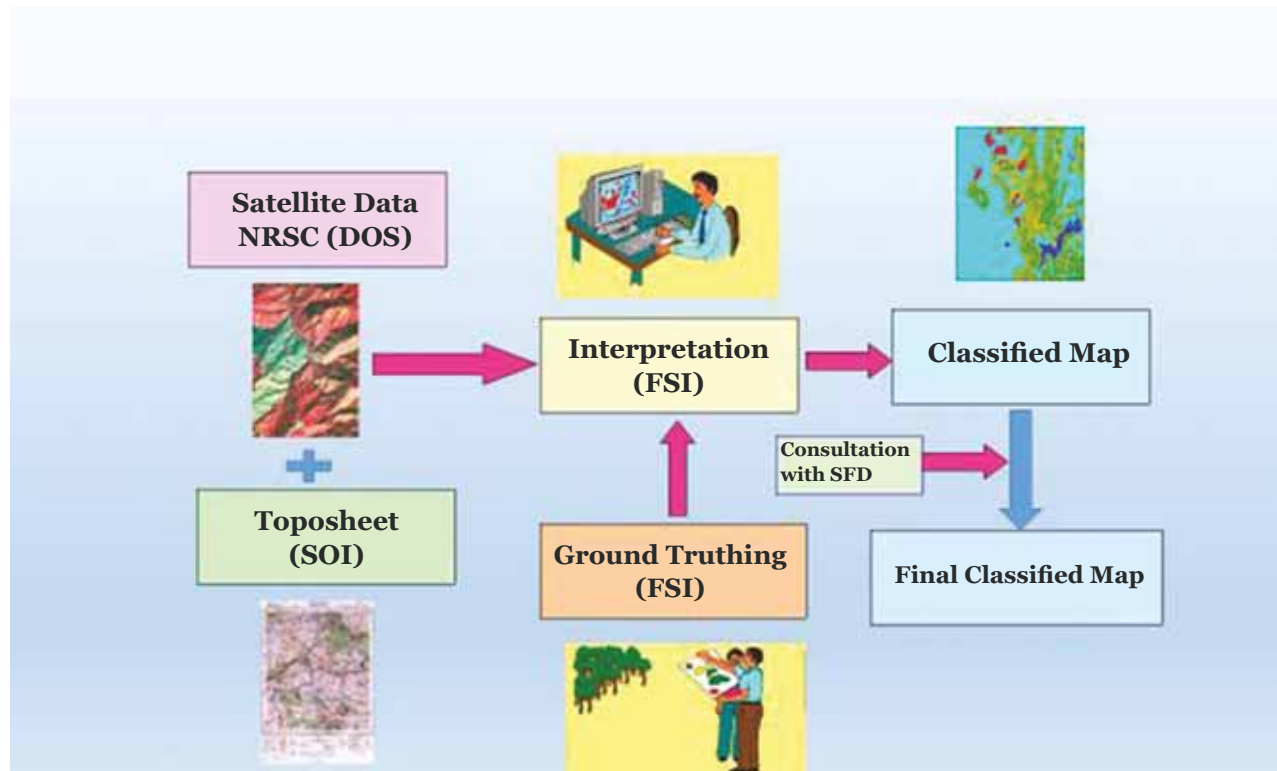 Satellite Data
NRSC (DOS)
Interpretation
(FSI)
Classified Map
Consultation
with SFD
Toposheet
(SOI)
Ground Truthing
(FSI)
Final Classified Map